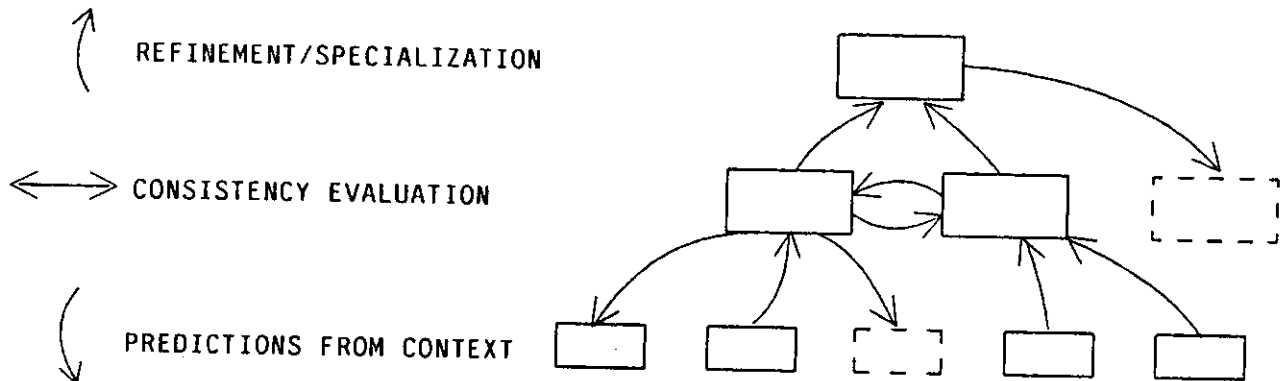 REFINEMENT/SPECIALIZATION
CONSISTENCY EVALUATION
PREDICTIONS FROM CONTEXT